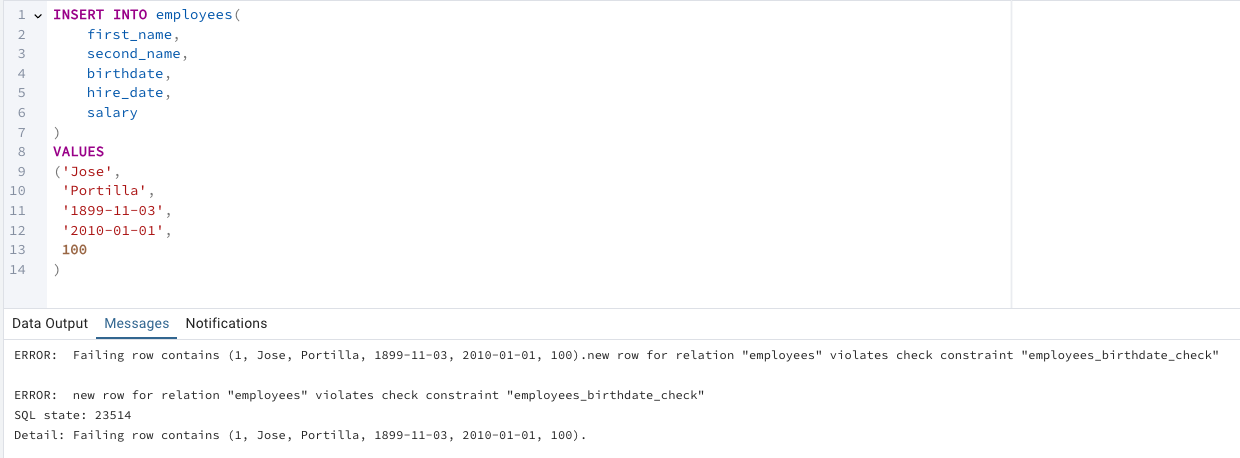 1 INSERT INTO employees(
2 first_name,
3 second_name,
4 birthdate,
5 hire_date,
6 salary
7 )
8 VALUES
9 ('Jose',
10 'Portilla',
11 '1899-11-03',
12 '2010-01-01',
13 100
14 )
Data Output Messages Notifications
ERROR:  Failing row contains (1, Jose, Portilla, 1899-11-03, 2010-01-01, 100).new row for relation "employees" violates check constraint "employees_birthdate_check"
ERROR:  new row for relation "employees" violates check constraint "employees_birthdate_check"
SQL state: 23514
Detail: Failing row contains (1, Jose, Portilla, 1899-11-03, 2010-01-01, 100).